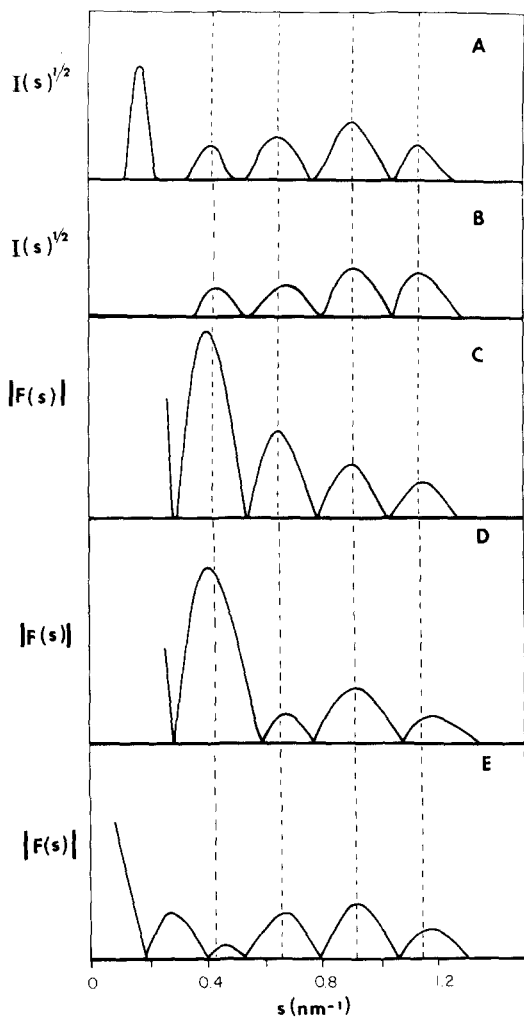 A
I(s)^1/2
B
I(s)^1/2
C
|F(s)|
D
|F(s)|
E
|F(s)|
0 0.4 0.8 1.2
s (nm⁻¹)